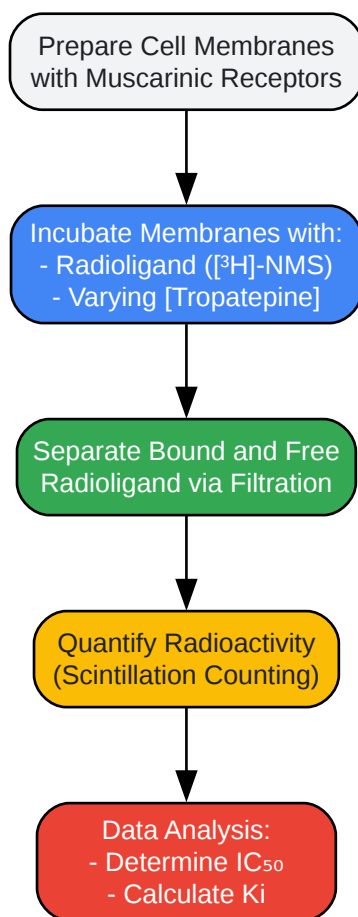 Prepare Cell Membranes
with Muscarinic Receptors
Incubate Membranes with:
- Radioligand ([³H]-NMS)
- Varying [Tropatepine]
Separate Bound and Free
Radioligand via Filtration
Quantify Radioactivity
(Scintillation Counting)
Data Analysis:
- Determine IC₅₀
- Calculate Ki